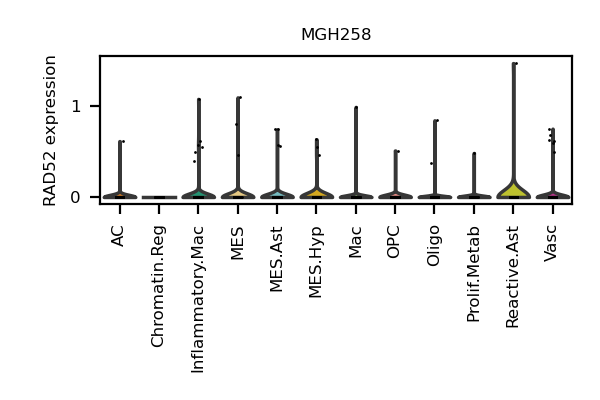 MGH258
RAD52 expression
1
0
AC
Chromatin.Reg
Inflammatory.Mac
MES
MES.Ast
MES.Hyp
Mac
OPC
Oligo
Prolif.Metab
Reactive.Ast
Vasc